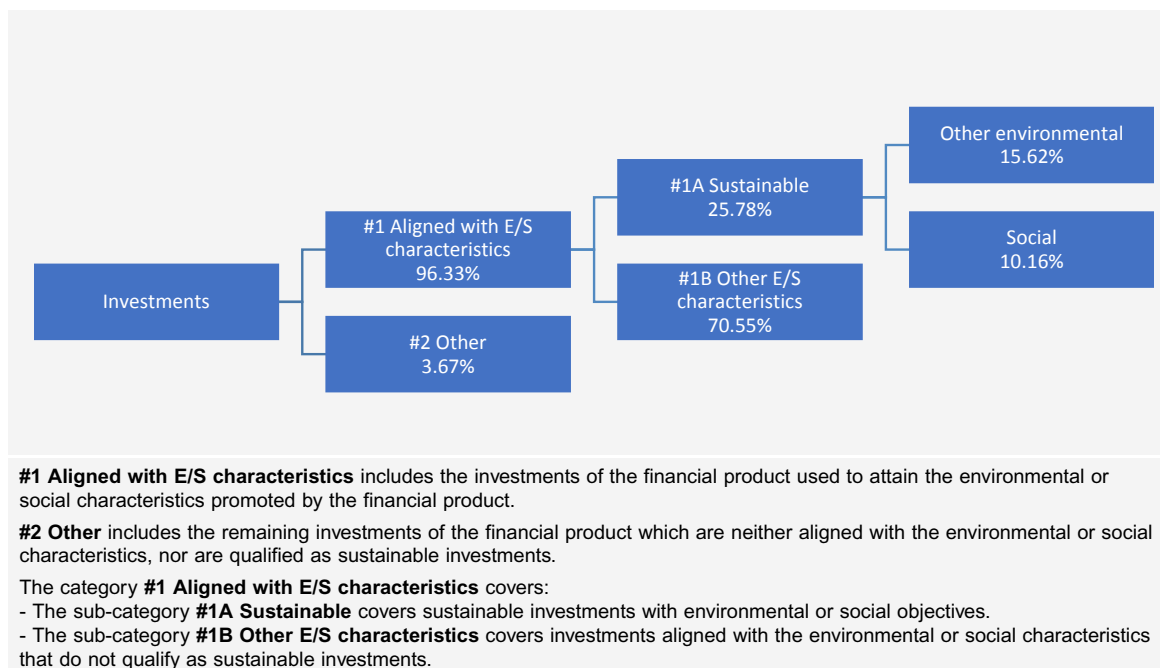 Investments
#1 Aligned with E/S
characteristics
96.33%
#2 Other
3.67%
#1A Sustainable
25.78%
#1B Other E/S
characteristics
70.55%
Other environmental
15.62%
Social
10.16%
#1 Aligned with E/S characteristics includes the investments of the financial product used to attain the environmental or
social characteristics promoted by the financial product.
#2 Other includes the remaining investments of the financial product which are neither aligned with the environmental or social
characteristics, nor are qualified as sustainable investments.
The category #1 Aligned with E/S characteristics covers:
- The sub-category #1A Sustainable covers sustainable investments with environmental or social objectives.
- The sub-category #1B Other E/S characteristics covers investments aligned with the environmental or social characteristics
that do not qualify as sustainable investments.